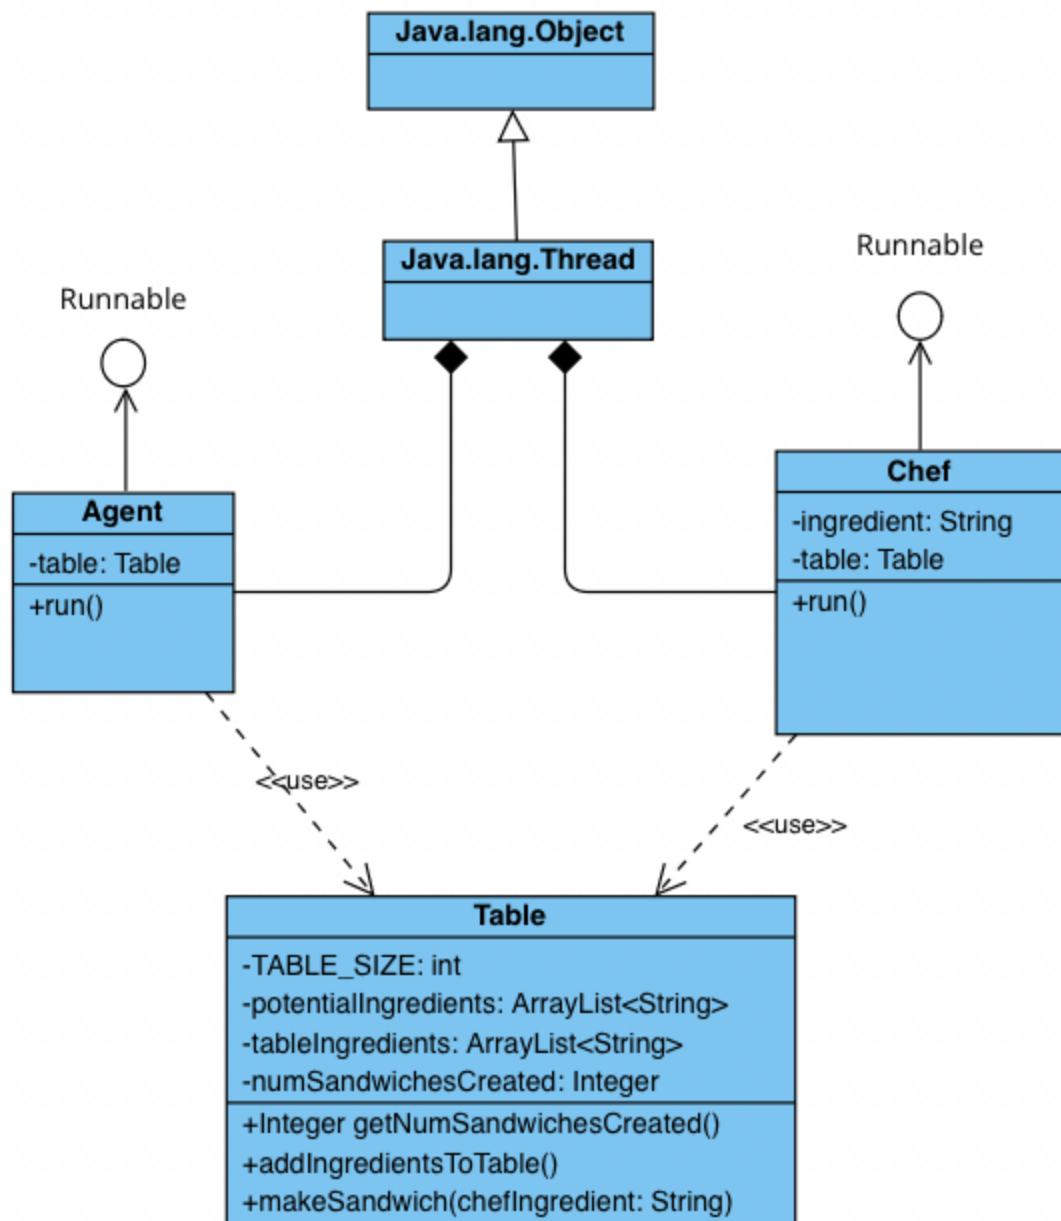 Java.lang.Object
Java.lang.Thread
Runnable
Runnable
Agent
-table: Table
+run()
Chef
-ingredient: String
-table: Table
+run()
<<use>>
<<use>>
Table
-TABLE_SIZE: int
-potentialIngredients: ArrayList<String>
-tableIngredients: ArrayList<String>
-numSandwichesCreated: Integer
+Integer getNumSandwichesCreated()
+addIngredientsToTable()
+makeSandwich(chefIngredient: String)